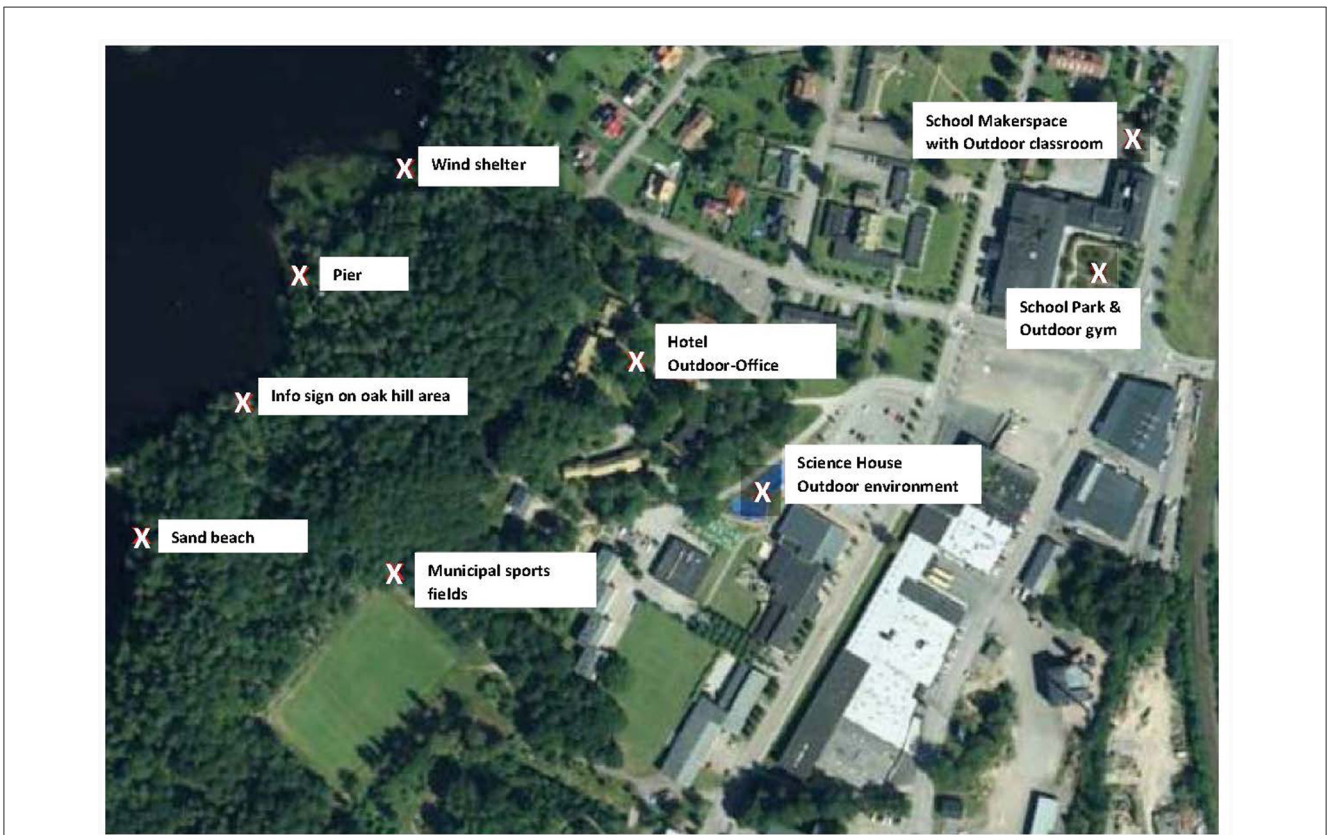 School Makerspace
with Outdoor classroom X
X Wind shelter
X Pier
X
School Park &
Outdoor gym
Hotel
X Outdoor-Office
X Info sign on oak hill area
Science House
X Outdoor environment
X Sand beach
X Municipal sports
fields